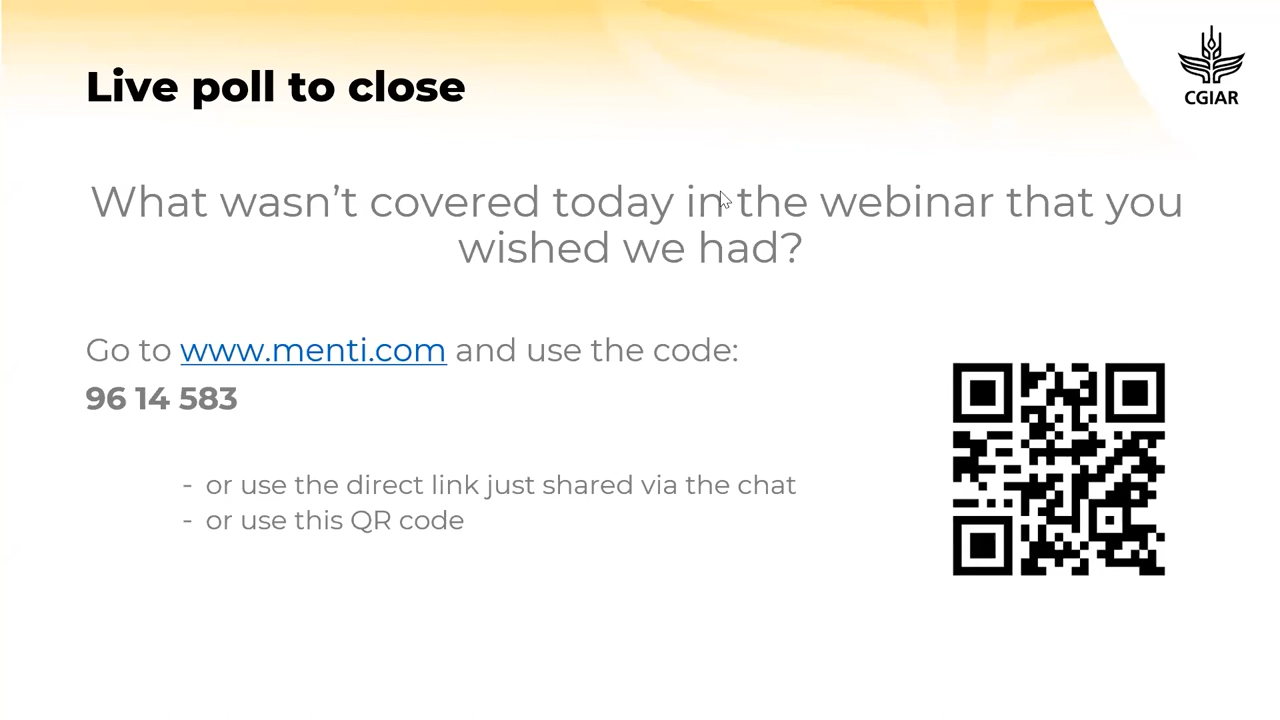 Live poll to close
CGIAR
What wasn’t covered today in the webinar that you
wished we had?
Go to www.menti.com and use the code:
96 14 583
- or use the direct link just shared via the chat
- or use this QR code